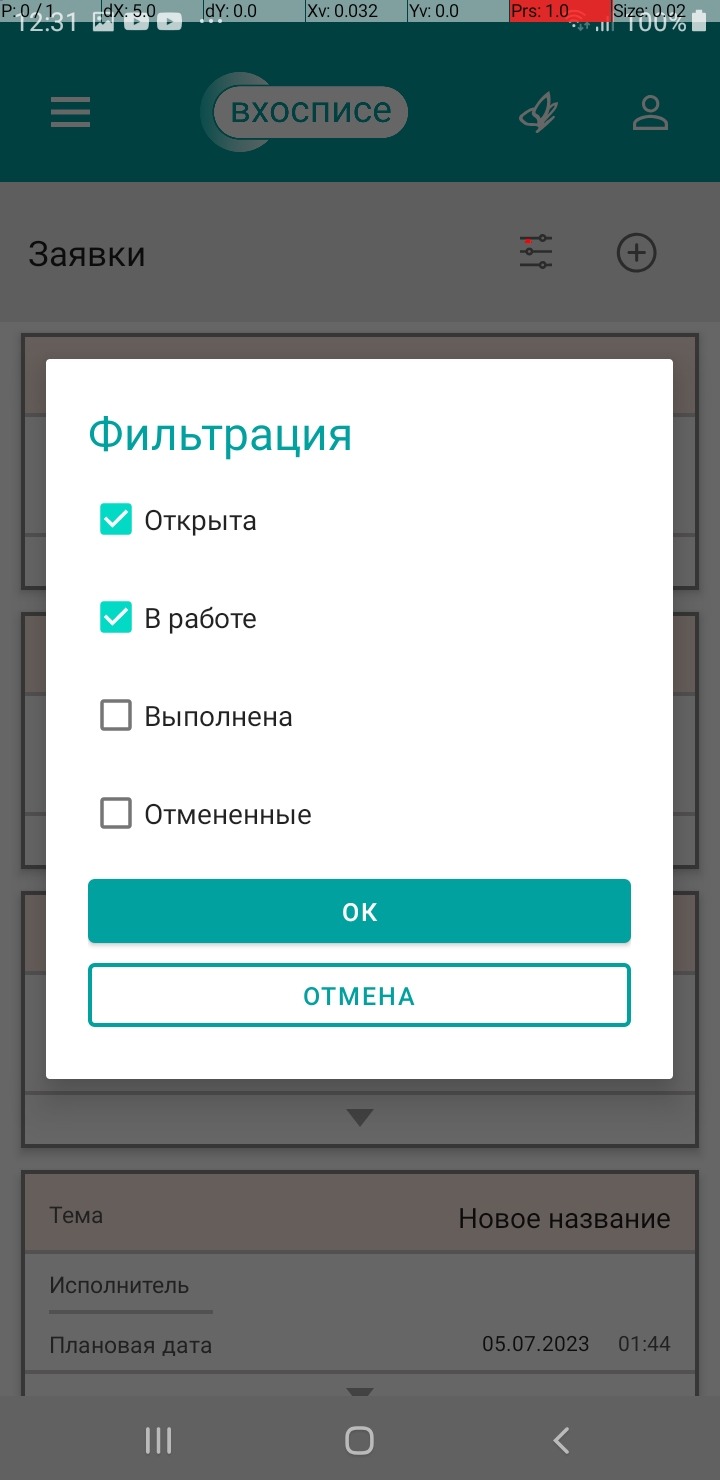 P: 0 / 1 dX: 5.0 dY: 0.0 Xv: 0.032 Yv: 0.0 Prs: 1.0 Size: 0.02
12:31 100%
вхосписе
Заявки
Фильтрация
Открыта
В работе
Выполнена
Отмененные
ОК
ОТМЕНА
Тема Новое название
Исполнитель
Плановая дата 05.07.2023 01:44